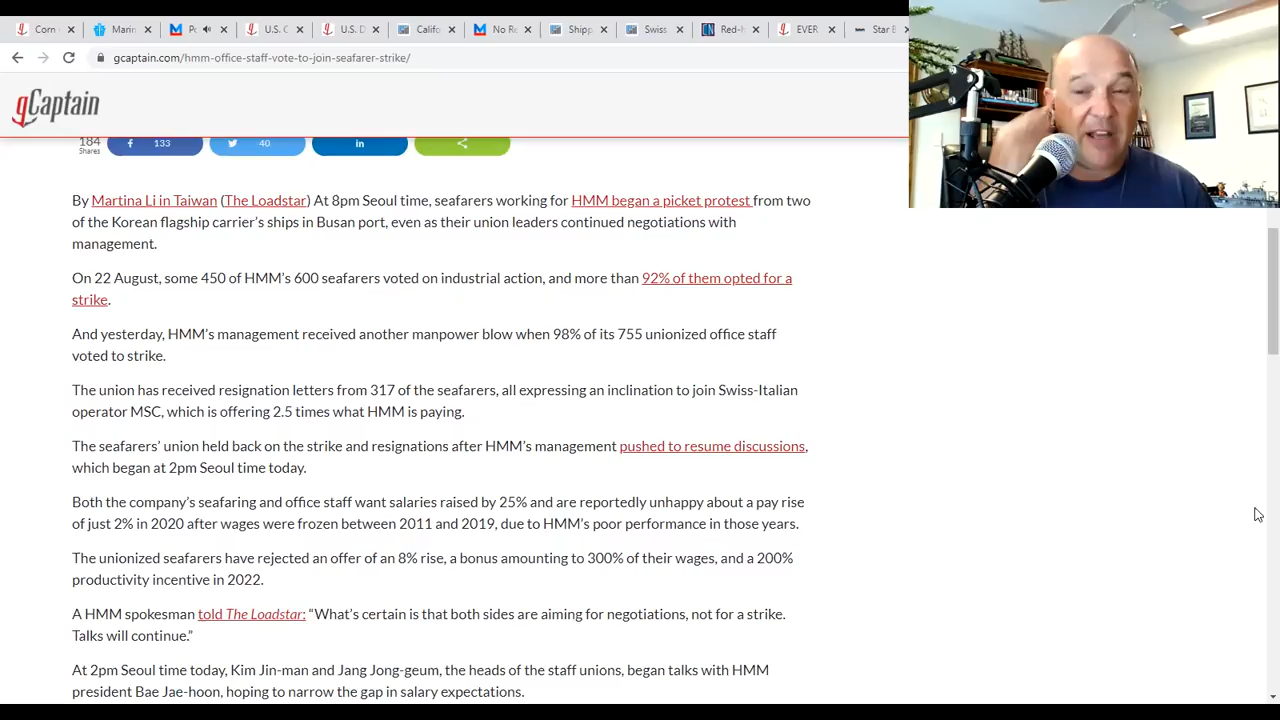 Corn
Marin
Po
U.S. C
U.S. D
Califo
No Re
Shipp
Swiss
Red-H
EVER
Star B
gcaptain.com/hmm-office-staff-vote-to-join-seafarer-strike/
gCaptain
184
Shares
133
40
in
By Martina Li in Taiwan (The Loadstar) At 8pm Seoul time, seafarers working for HMM began a picket protest from two
of the Korean flagship carrier's ships in Busan port, even as their union leaders continued negotiations with
management.
On 22 August, some 450 of HMM's 600 seafarers voted on industrial action, and more than 92% of them opted for a
strike.
And yesterday, HMM's management received another manpower blow when 98% of its 755 unionized office staff
voted to strike.
The union has received resignation letters from 317 of the seafarers, all expressing an inclination to join Swiss-Italian
operator MSC, which is offering 2.5 times what HMM is paying.
The seafarers' union held back on the strike and resignations after HMM's management pushed to resume discussions,
which began at 2pm Seoul time today.
Both the company's seafaring and office staff want salaries raised by 25% and are reportedly unhappy about a pay rise
of just 2% in 2020 after wages were frozen between 2011 and 2019, due to HMM's poor performance in those years.
The unionized seafarers have rejected an offer of an 8% rise, a bonus amounting to 300% of their wages, and a 200%
productivity incentive in 2022.
A HMM spokesman told The Loadstar: “What's certain is that both sides are aiming for negotiations, not for a strike.
Talks will continue.”
At 2pm Seoul time today, Kim Jin-man and Jang Jong-geum, the heads of the staff unions, began talks with HMM
president Bae Jae-hoon, hoping to narrow the gap in salary expectations.